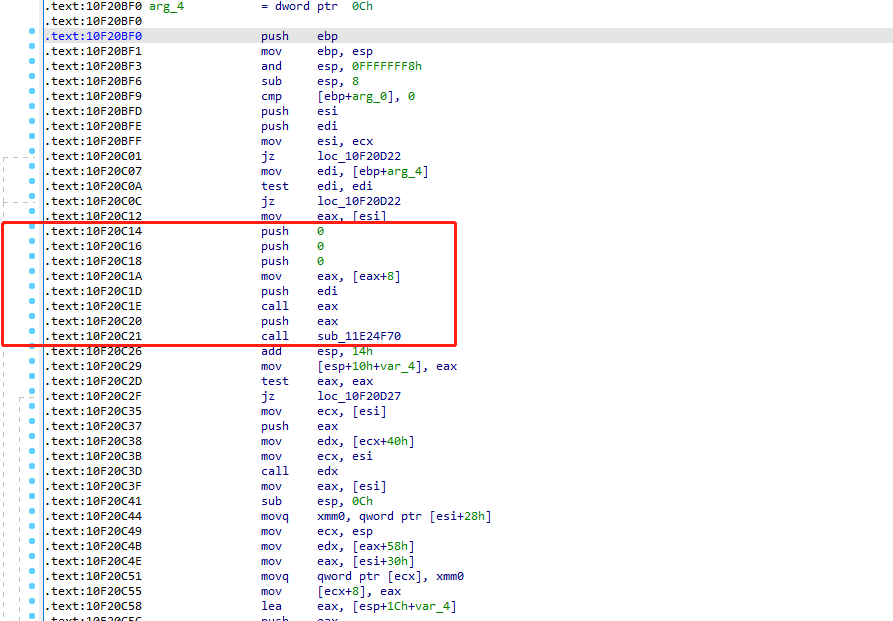 .text:10F20BF0 arg_4 = dword ptr 0Ch
.text:10F20BF0
.text:10F20BF0 push ebp
.text:10F20BF1 mov ebp, esp
.text:10F20BF3 and esp, 0FFFFFFF8h
.text:10F20BF6 sub esp, 8
.text:10F20BF9 cmp [ebp+arg_0], 0
.text:10F20BFD push esi
.text:10F20BFE push edi
.text:10F20BFF mov esi, ecx
.text:10F20C01 jz loc_10F20D22
.text:10F20C07 mov edi, [ebp+arg_4]
.text:10F20C0A test edi, edi
.text:10F20C0C jz loc_10F20D22
.text:10F20C12 mov eax, [esi]
.text:10F20C14 push 0
.text:10F20C16 push 0
.text:10F20C18 push 0
.text:10F20C1A mov eax, [eax+8]
.text:10F20C1D push edi
.text:10F20C1E call eax
.text:10F20C20 push eax
.text:10F20C21 call sub_11E24F70
.text:10F20C26 add esp, 14h
.text:10F20C29 mov [esp+10h+var_4], eax
.text:10F20C2D test eax, eax
.text:10F20C2F jz loc_10F20D27
.text:10F20C35 mov ecx, [esi]
.text:10F20C37 push eax
.text:10F20C38 mov edx, [ecx+40h]
.text:10F20C3B mov ecx, esi
.text:10F20C3D call edx
.text:10F20C3F mov eax, [esi]
.text:10F20C41 sub esp, 0Ch
.text:10F20C44 movq xmm0, qword ptr [esi+28h]
.text:10F20C49 mov ecx, esp
.text:10F20C4B mov edx, [eax+58h]
.text:10F20C4E mov eax, [esi+30h]
.text:10F20C51 movq qword ptr [ecx], xmm0
.text:10F20C55 mov [ecx+8], eax
.text:10F20C58 lea eax, [esp+1Ch+var_4]
.text:10F20C5C push eax